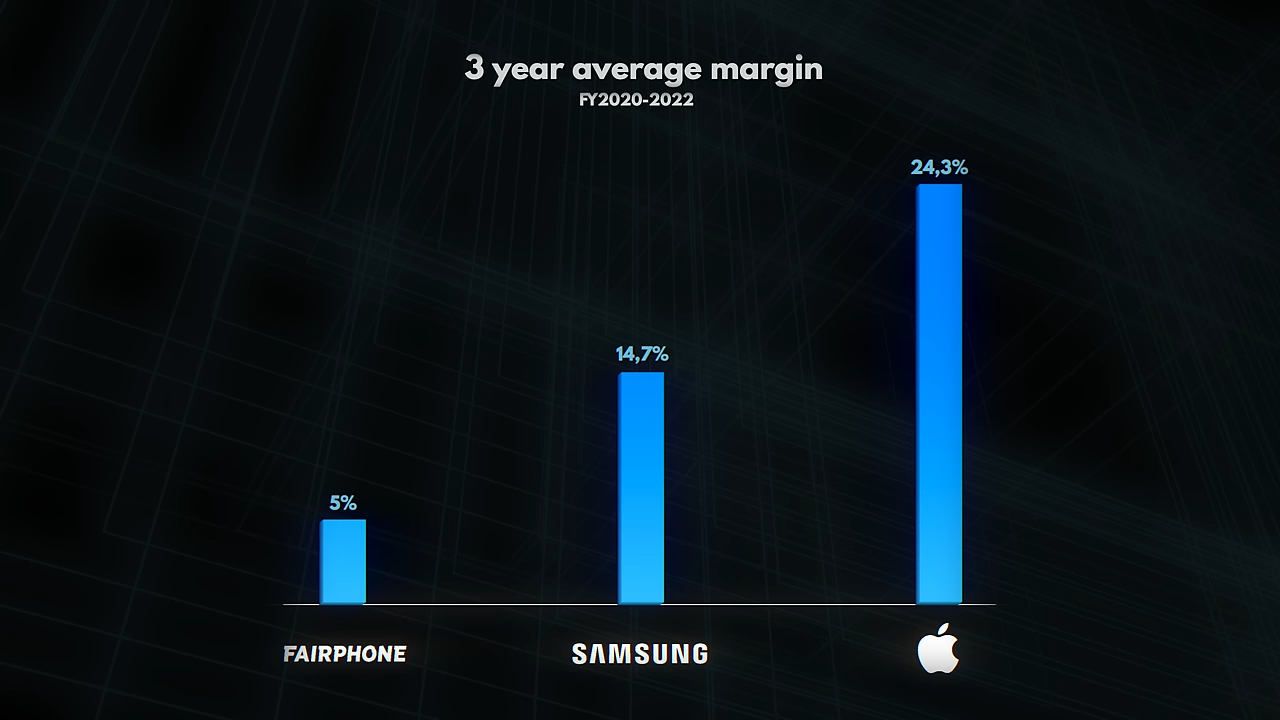 3 year average margin
FY2020-2022
24,3%
14,7%
5%
FAIRPHONE
SAMSUNG